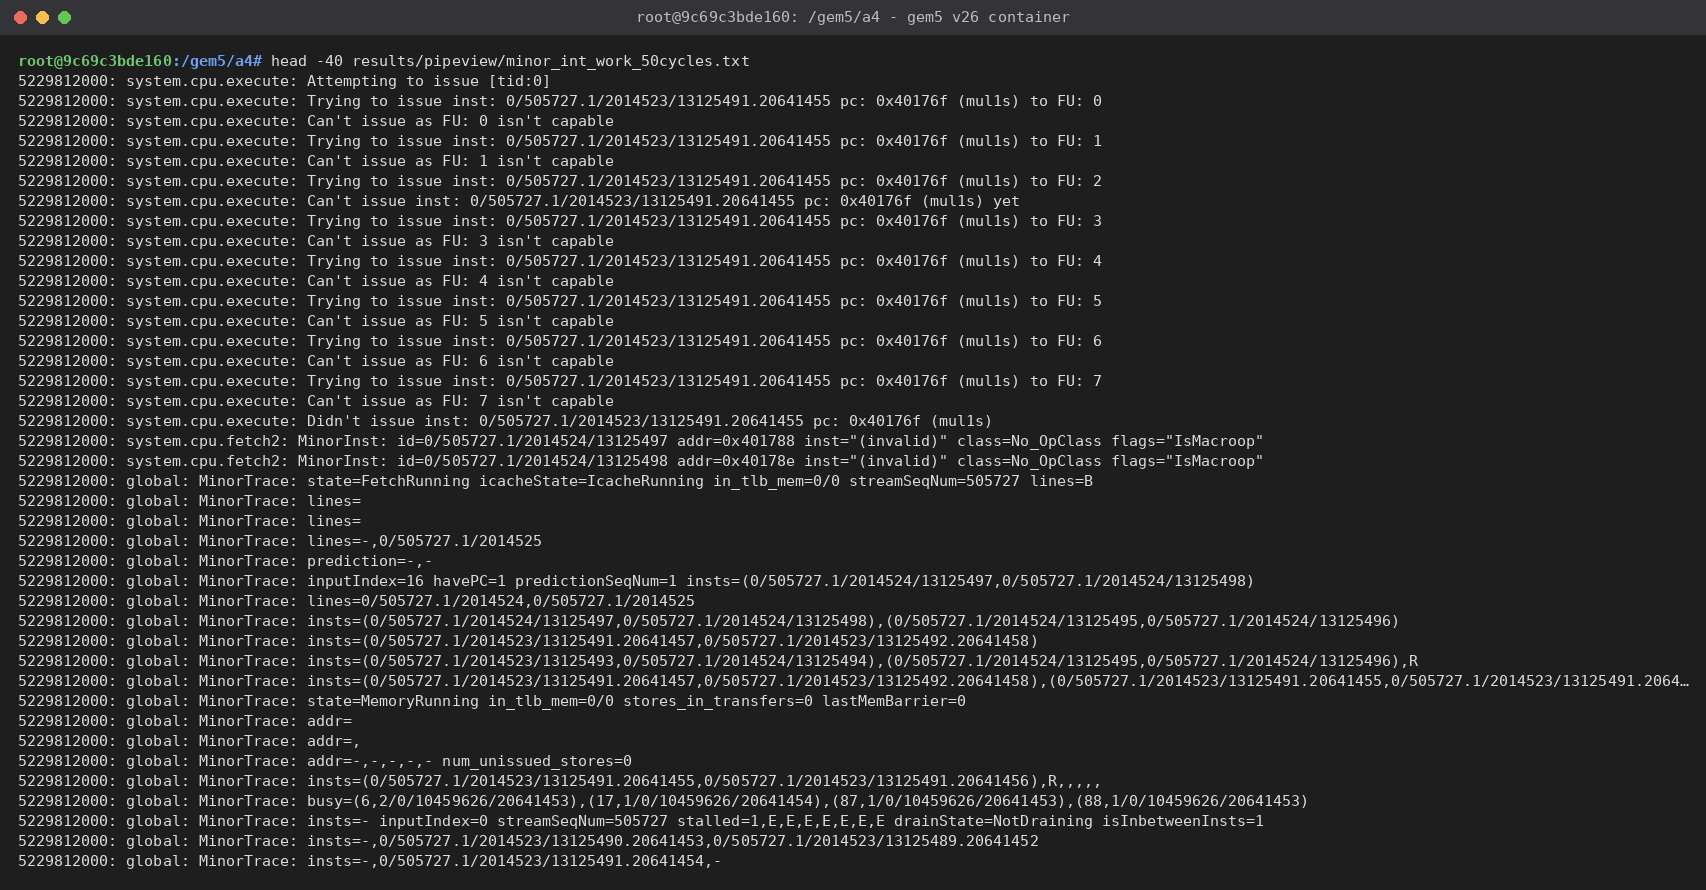 root@9c69c3bde160: /gem5/a4 - gem5 v26 container
root@9c69c3bde160:/gem5/a4# head -40 results/pipeview/minor_int_work_50cycles.txt
5229812000: system.cpu.execute: Attempting to issue [tid:0]
5229812000: system.cpu.execute: Trying to issue inst: 0/505727.1/2014523/13125491.20641455 pc: 0x40176f (mul1s) to FU: 0
5229812000: system.cpu.execute: Can't issue as FU: 0 isn't capable
5229812000: system.cpu.execute: Trying to issue inst: 0/505727.1/2014523/13125491.20641455 pc: 0x40176f (mul1s) to FU: 1
5229812000: system.cpu.execute: Can't issue as FU: 1 isn't capable
5229812000: system.cpu.execute: Trying to issue inst: 0/505727.1/2014523/13125491.20641455 pc: 0x40176f (mul1s) to FU: 2
5229812000: system.cpu.execute: Can't issue inst: 0/505727.1/2014523/13125491.20641455 pc: 0x40176f (mul1s) yet
5229812000: system.cpu.execute: Trying to issue inst: 0/505727.1/2014523/13125491.20641455 pc: 0x40176f (mul1s) to FU: 3
5229812000: system.cpu.execute: Can't issue as FU: 3 isn't capable
5229812000: system.cpu.execute: Trying to issue inst: 0/505727.1/2014523/13125491.20641455 pc: 0x40176f (mul1s) to FU: 4
5229812000: system.cpu.execute: Can't issue as FU: 4 isn't capable
5229812000: system.cpu.execute: Trying to issue inst: 0/505727.1/2014523/13125491.20641455 pc: 0x40176f (mul1s) to FU: 5
5229812000: system.cpu.execute: Can't issue as FU: 5 isn't capable
5229812000: system.cpu.execute: Trying to issue inst: 0/505727.1/2014523/13125491.20641455 pc: 0x40176f (mul1s) to FU: 6
5229812000: system.cpu.execute: Can't issue as FU: 6 isn't capable
5229812000: system.cpu.execute: Trying to issue inst: 0/505727.1/2014523/13125491.20641455 pc: 0x40176f (mul1s) to FU: 7
5229812000: system.cpu.execute: Can't issue as FU: 7 isn't capable
5229812000: system.cpu.execute: Didn't issue inst: 0/505727.1/2014523/13125491.20641455 pc: 0x40176f (mul1s)
5229812000: system.cpu.fetch2: MinorInst: id=0/505727.1/2014524/13125497 addr=0x401788 inst="(invalid)" class=No_OpClass flags="IsMacroop"
5229812000: system.cpu.fetch2: MinorInst: id=0/505727.1/2014524/13125498 addr=0x40178e inst="(invalid)" class=No_OpClass flags="IsMacroop"
5229812000: global: MinorTrace: state=FetchRunning icacheState=IcacheRunning in_tlb_mem=0/0 streamSeqNum=505727 lines=B
5229812000: global: MinorTrace: lines=
5229812000: global: MinorTrace: lines=
5229812000: global: MinorTrace: lines=-,0/505727.1/2014525
5229812000: global: MinorTrace: prediction=-,-
5229812000: global: MinorTrace: inputIndex=16 havePC=1 predictionSeqNum=1 insts=(0/505727.1/2014524/13125497,0/505727.1/2014524/13125498)
5229812000: global: MinorTrace: lines=0/505727.1/2014524,0/505727.1/2014525
5229812000: global: MinorTrace: insts=(0/505727.1/2014524/13125497,0/505727.1/2014524/13125498),(0/505727.1/2014524/13125495,0/505727.1/2014524/13125496)
5229812000: global: MinorTrace: insts=(0/505727.1/2014523/13125491.20641457,0/505727.1/2014523/13125492.20641458)
5229812000: global: MinorTrace: insts=(0/505727.1/2014523/13125493,0/505727.1/2014524/13125494),(0/505727.1/2014524/13125495,0/505727.1/2014524/13125496),R
5229812000: global: MinorTrace: insts=(0/505727.1/2014523/13125491.20641457,0/505727.1/2014523/13125492.20641458),(0/505727.1/2014523/13125491.20641455,0/505727.1/2014523/13125491.2064…
5229812000: global: MinorTrace: state=MemoryRunning in_tlb_mem=0/0 stores_in_transfers=0 lastMemBarrier=0
5229812000: global: MinorTrace: addr=
5229812000: global: MinorTrace: addr=,
5229812000: global: MinorTrace: addr=-,-,-,-,- num_unissued_stores=0
5229812000: global: MinorTrace: insts=(0/505727.1/2014523/13125491.20641455,0/505727.1/2014523/13125491.20641456),R,,,,,
5229812000: global: MinorTrace: busy=(6,2/0/10459626/20641453),(17,1/0/10459626/20641454),(87,1/0/10459626/20641453),(88,1/0/10459626/20641453)
5229812000: global: MinorTrace: insts=- inputIndex=0 streamSeqNum=505727 stalled=1,E,E,E,E,E,E,E drainState=NotDraining isInbetweenInsts=1
5229812000: global: MinorTrace: insts=-,0/505727.1/2014523/13125490.20641453,0/505727.1/2014523/13125489.20641452
5229812000: global: MinorTrace: insts=-,0/505727.1/2014523/13125491.20641454,-